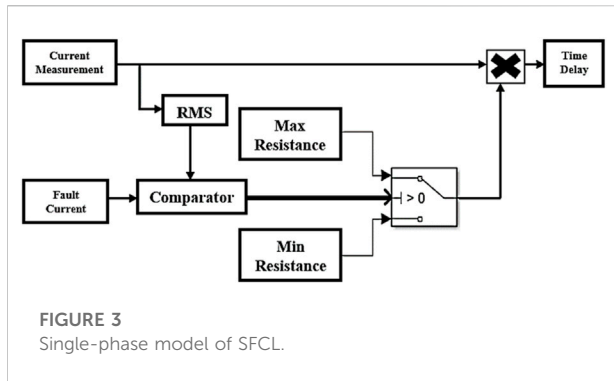 Current
Measurement
Time
Delay
RMS
Max
Resistance
Fault
Current
Comparator
> 0
Min
Resistance
FIGURE 3
Single-phase model of SFCL.